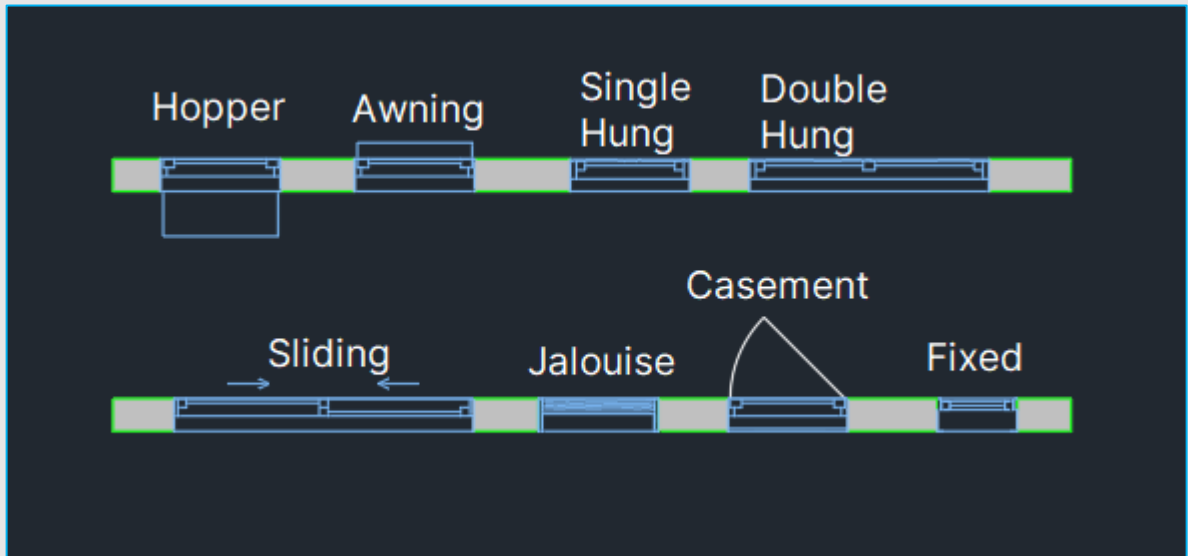 Hopper
Awning
Single
Hung
Double
Hung
Sliding
Jalouise
Casement
Fixed